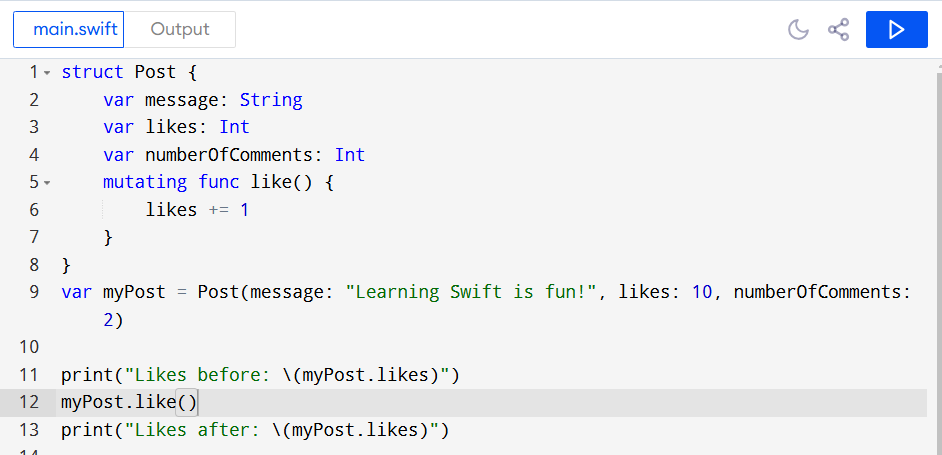 main.swift Output
1 struct Post {
2 var message: String
3 var likes: Int
4 var numberOfComments: Int
5 mutating func like() {
6 likes += 1
7 }
8 }
9 var myPost = Post(message: "Learning Swift is fun!", likes: 10, numberOfComments:
2)
10
11 print("Likes before: \(myPost.likes)")
12 myPost.like()
13 print("Likes after: \(myPost.likes)")
14